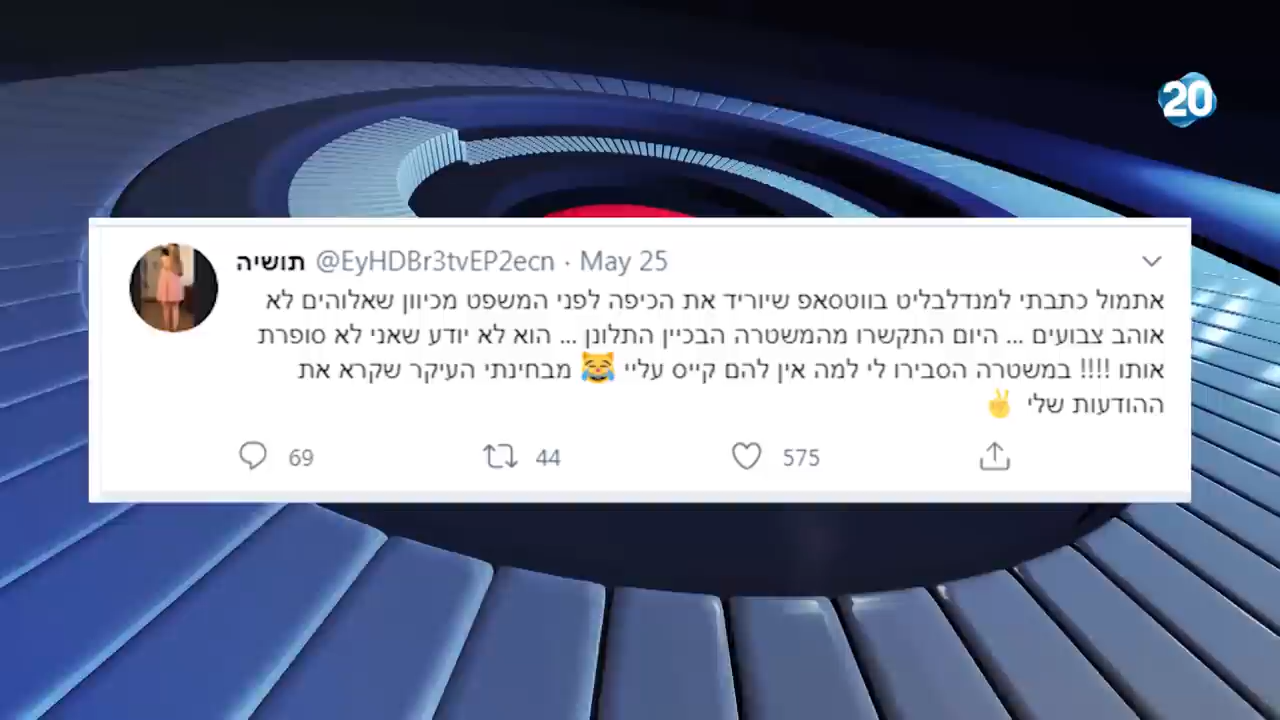 20
תושיה @EyHDBr3tvEP2ecn · May 25
אתמול כתבתי למנדלבליט בווטסאפ שיוריד את הכיפה לפני המשפט מכיוון שאלוהים לא
אוהב צבועים ... היום התקשרו מהמשטרה הבכיין התלונן ... הוא לא יודע שאני לא סופרת
אותו !!!! במשטרה הסבירו לי למה אין להם קייס עליי 😹 מבחינתי העיקר שקרא את
ההודעות שלי ✌
69 44 575